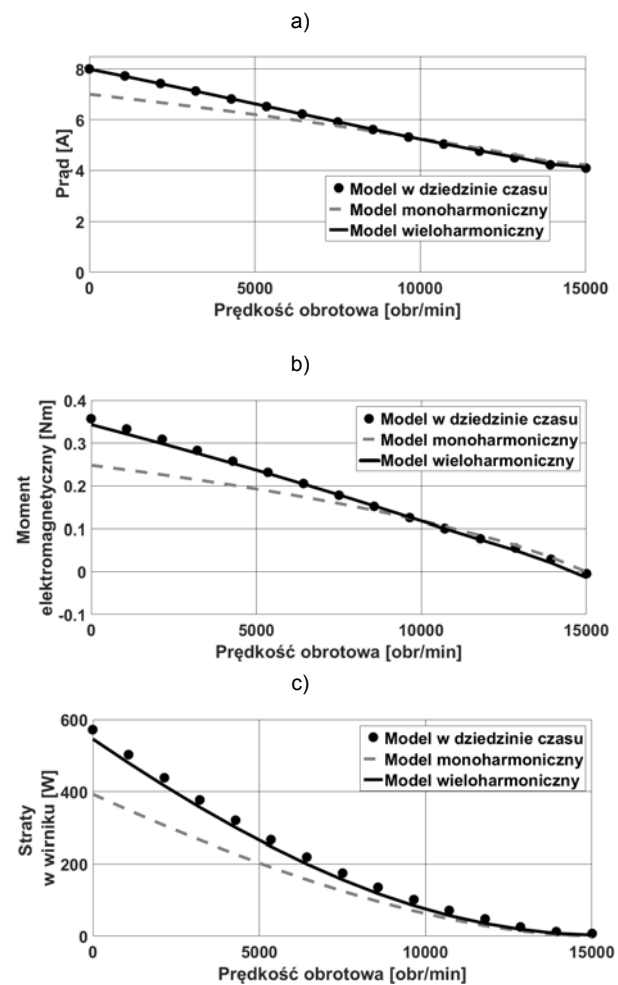 a)
8
6
4
2
0
Prąd [A]
Model w dziedzinie czasu
Model monoharmoniczny
Model wieloharmoniczny
0 5000 10000 15000
Prędkość obrotowa [obr/min]
b)
0.4
0.3
0.2
0.1
0
-0.1
Moment
elektromagnetyczny [Nm]
Model w dziedzinie czasu
Model monoharmoniczny
Model wieloharmoniczny
0 5000 10000 15000
Prędkość obrotowa [obr/min]
c)
600
400
200
0
Straty
w wirniku [W]
Model w dziedzinie czasu
Model monoharmoniczny
Model wieloharmoniczny
0 5000 10000 15000
Prędkość obrotowa [obr/min]